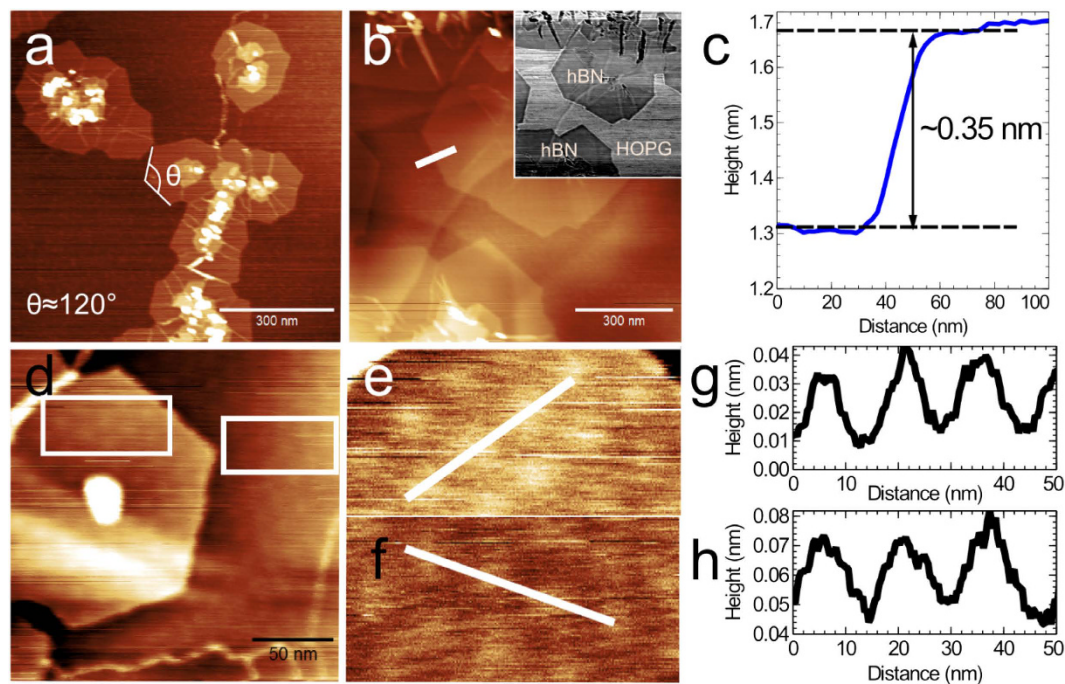 a
θ
θ≈120°
300 nm
b
hBN
hBN
HOPG
300 nm
c
1.7
1.6
1.5
1.4
1.3
1.2
Height (nm)
~0.35 nm
0 20 40 60 80 100
Distance (nm)
d
50 nm
e
f
g
0.04
0.03
0.02
0.01
0.00
Height (nm)
0 10 20 30 40 50
Distance (nm)
h
0.08
0.07
0.06
0.05
0.04
Height (nm)
0 10 20 30 40 50
Distance (nm)